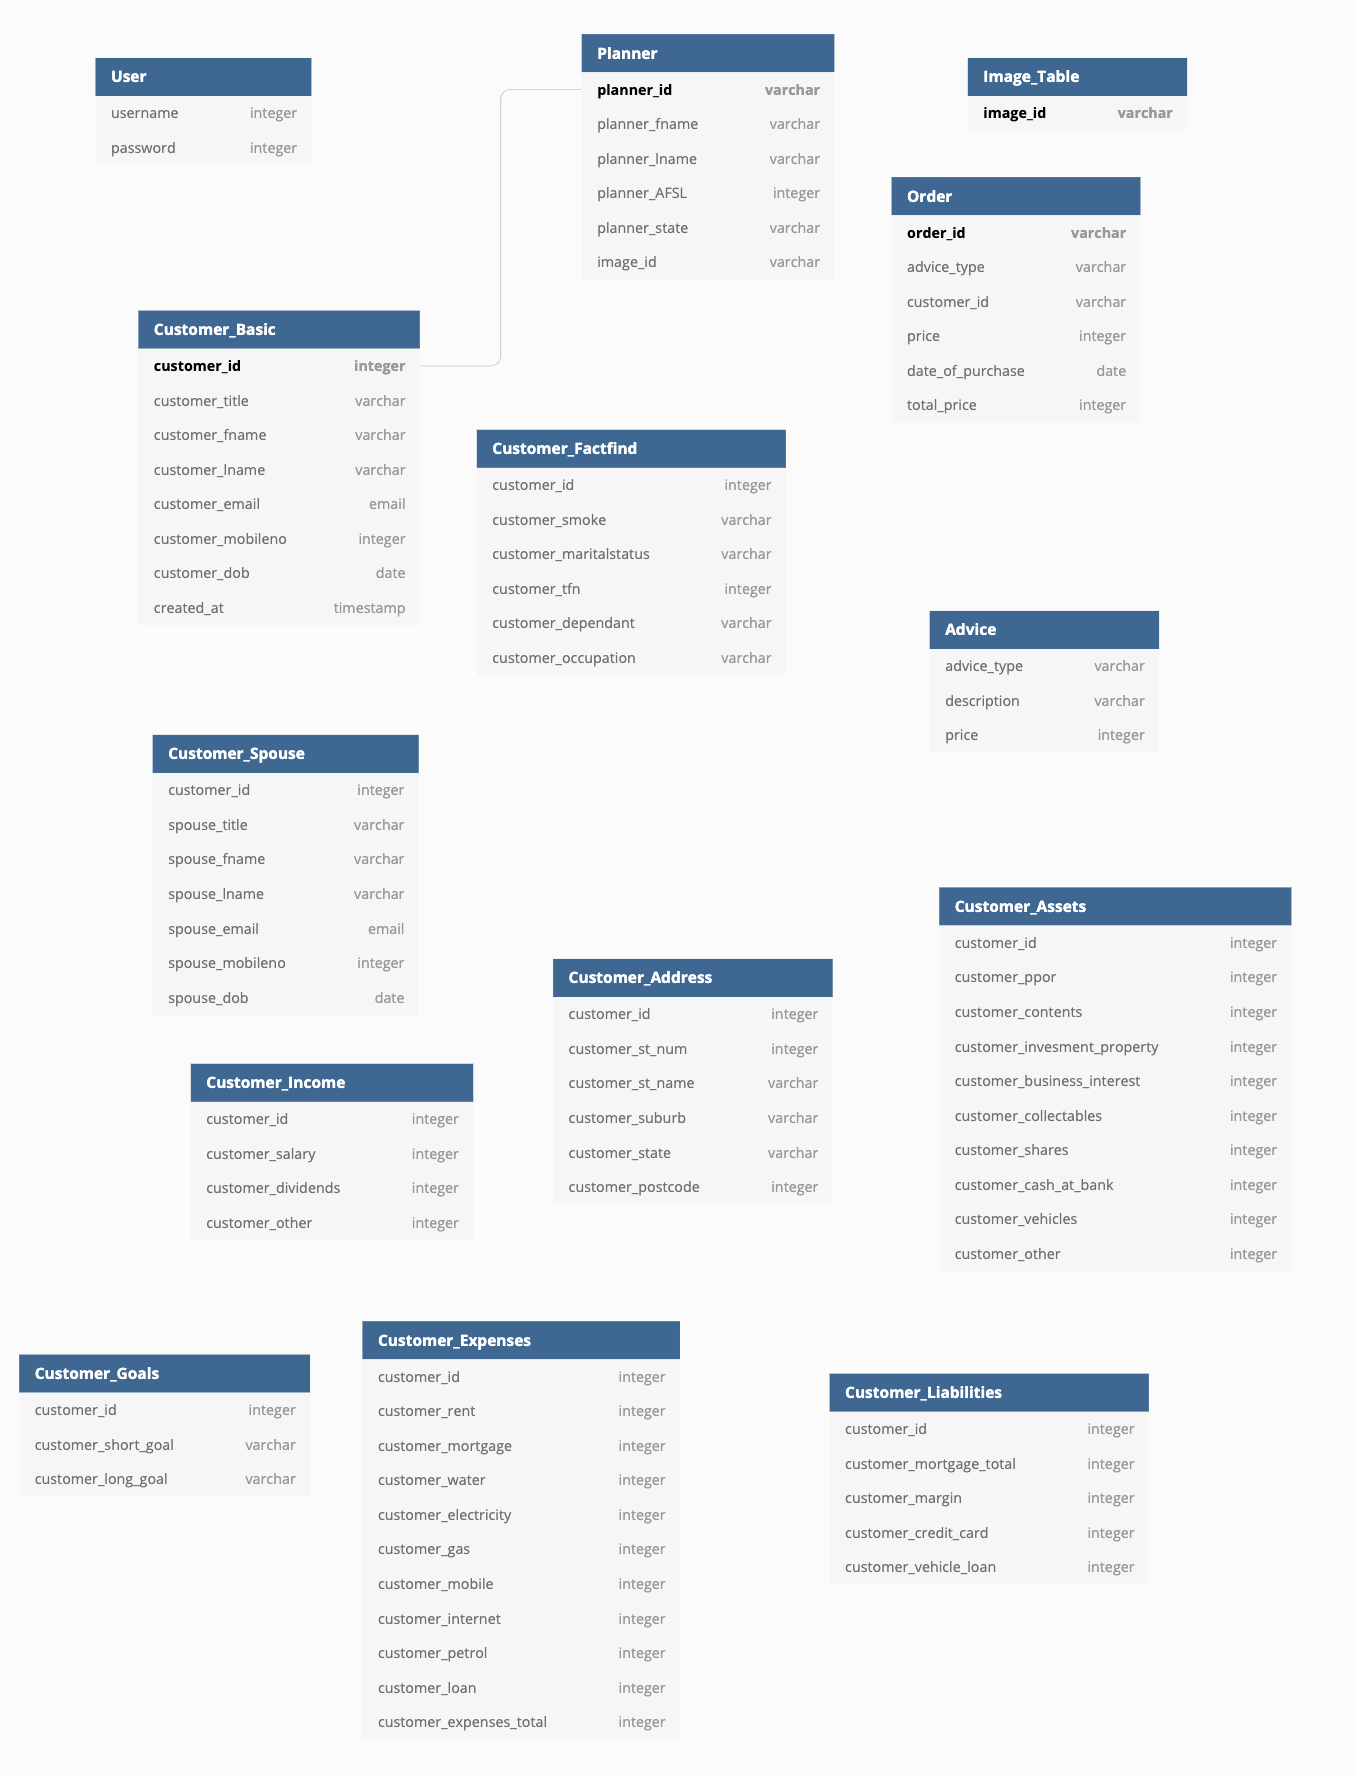 User
username integer
password integer
Planner
planner_id varchar
planner_fname varchar
planner_lname varchar
planner_AFSL integer
planner_state varchar
image_id varchar
Image_Table
image_id varchar
Order
order_id varchar
advice_type varchar
customer_id varchar
price integer
date_of_purchase date
total_price integer
Customer_Basic
customer_id integer
customer_title varchar
customer_fname varchar
customer_lname varchar
customer_email email
customer_mobileno integer
customer_dob date
created_at timestamp
Customer_Factfind
customer_id integer
customer_smoke varchar
customer_maritalstatus varchar
customer_tfn integer
customer_dependant varchar
customer_occupation varchar
Advice
advice_type varchar
description varchar
price integer
Customer_Spouse
customer_id integer
spouse_title varchar
spouse_fname varchar
spouse_lname varchar
spouse_email email
spouse_mobileno integer
spouse_dob date
Customer_Assets
customer_id integer
customer_ppor integer
customer_contents integer
customer_invesment_property integer
customer_business_interest integer
customer_collectables integer
customer_shares integer
customer_cash_at_bank integer
customer_vehicles integer
customer_other integer
Customer_Address
customer_id integer
customer_st_num integer
customer_st_name varchar
customer_suburb varchar
customer_state varchar
customer_postcode integer
Customer_Income
customer_id integer
customer_salary integer
customer_dividends integer
customer_other integer
Customer_Goals
customer_id integer
customer_short_goal varchar
customer_long_goal varchar
Customer_Expenses
customer_id integer
customer_rent integer
customer_mortgage integer
customer_water integer
customer_electricity integer
customer_gas integer
customer_mobile integer
customer_internet integer
customer_petrol integer
customer_loan integer
customer_expenses_total integer
Customer_Liabilities
customer_id integer
customer_mortgage_total integer
customer_margin integer
customer_credit_card integer
customer_vehicle_loan integer